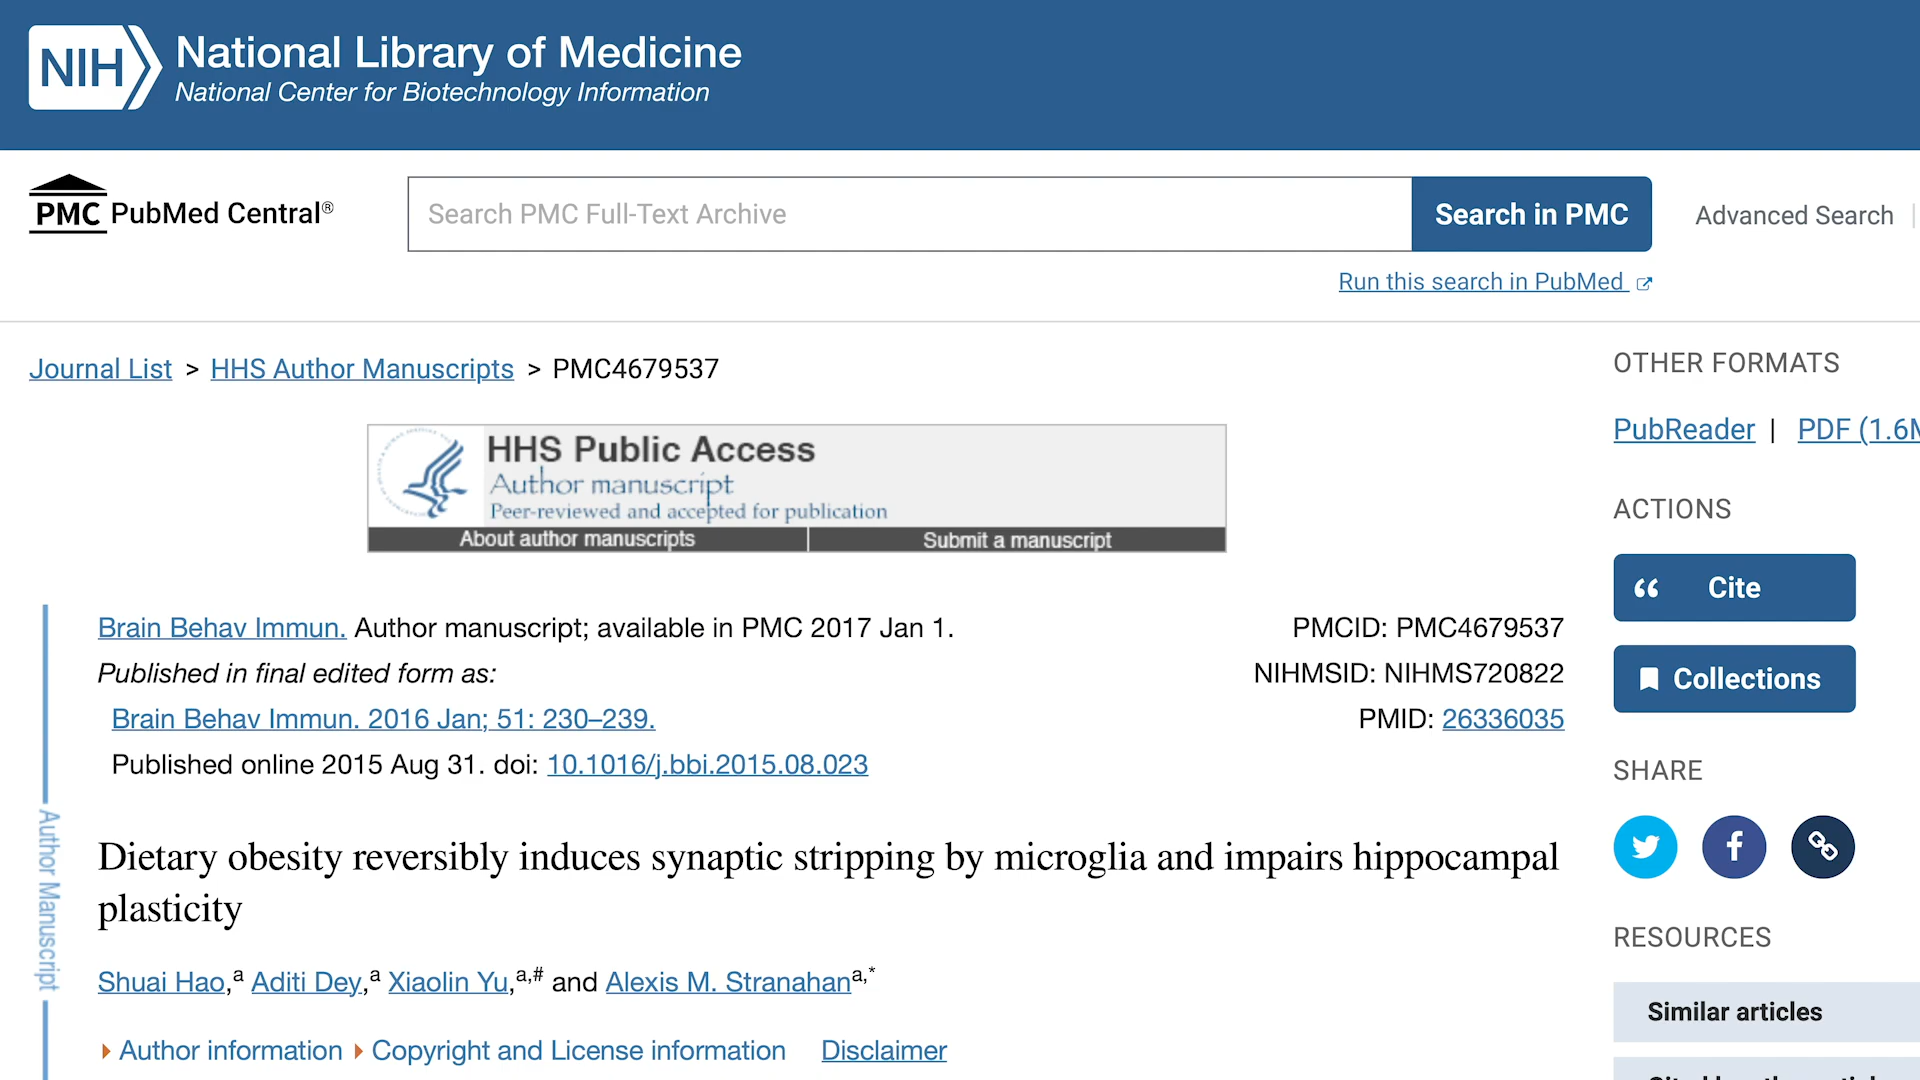 NIH National Library of Medicine
National Center for Biotechnology Information
PMC PubMed Central®
Search PMC Full-Text Archive
Search in PMC
Advanced Search
Run this search in PubMed
Journal List > HHS Author Manuscripts > PMC4679537
HHS Public Access
Author manuscript
Peer-reviewed and accepted for publication
About author manuscripts
Submit a manuscript
Brain Behav Immun. Author manuscript; available in PMC 2017 Jan 1.
Published in final edited form as:
Brain Behav Immun. 2016 Jan; 51: 230–239.
Published online 2015 Aug 31. doi: 10.1016/j.bbi.2015.08.023
PMCID: PMC4679537
NIHMSID: NIHMS720822
PMID: 26336035
Author Manuscript
Dietary obesity reversibly induces synaptic stripping by microglia and impairs hippocampal
plasticity
Shuai Hao,a Aditi Dey,a Xiaolin Yu,a,# and Alexis M. Stranahana,*
Author information Copyright and License information Disclaimer
OTHER FORMATS
PubReader | PDF (1.6M
ACTIONS
Cite
Collections
SHARE
RESOURCES
Similar articles